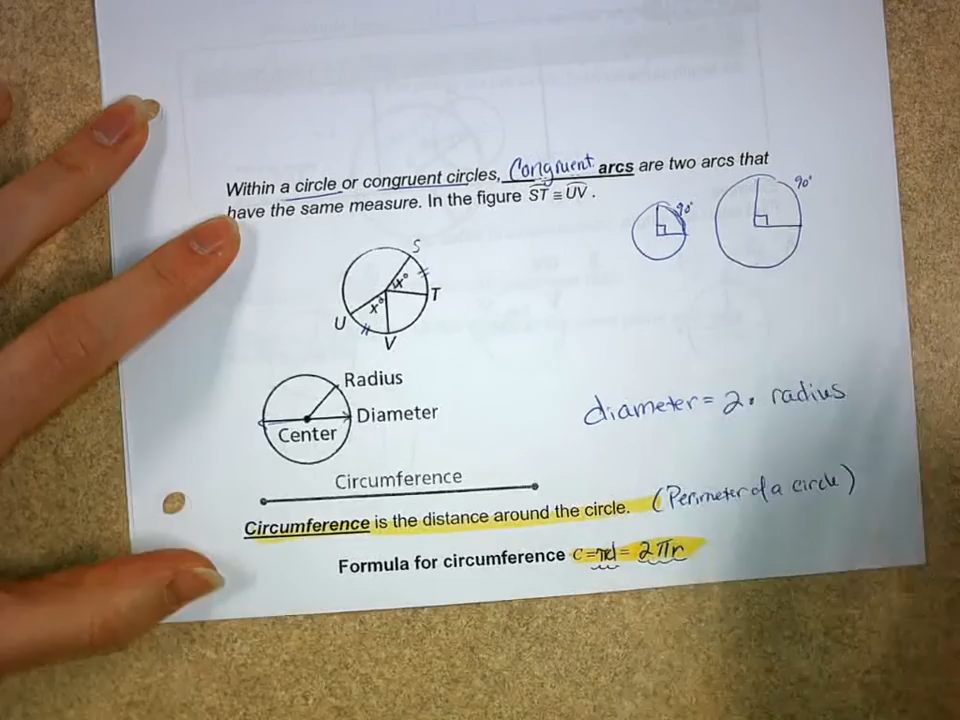 Within a circle or congruent circles, Congruent arcs are two arcs that
have the same measure. In the figure ST ≅ UV .
90°
90°
S
x°
T
x°
U
V
Radius
Diameter
Center
diameter = 2 · radius
Circumference
Circumference is the distance around the circle. (Perimeter of a circle)
Formula for circumference C = πd = 2πr